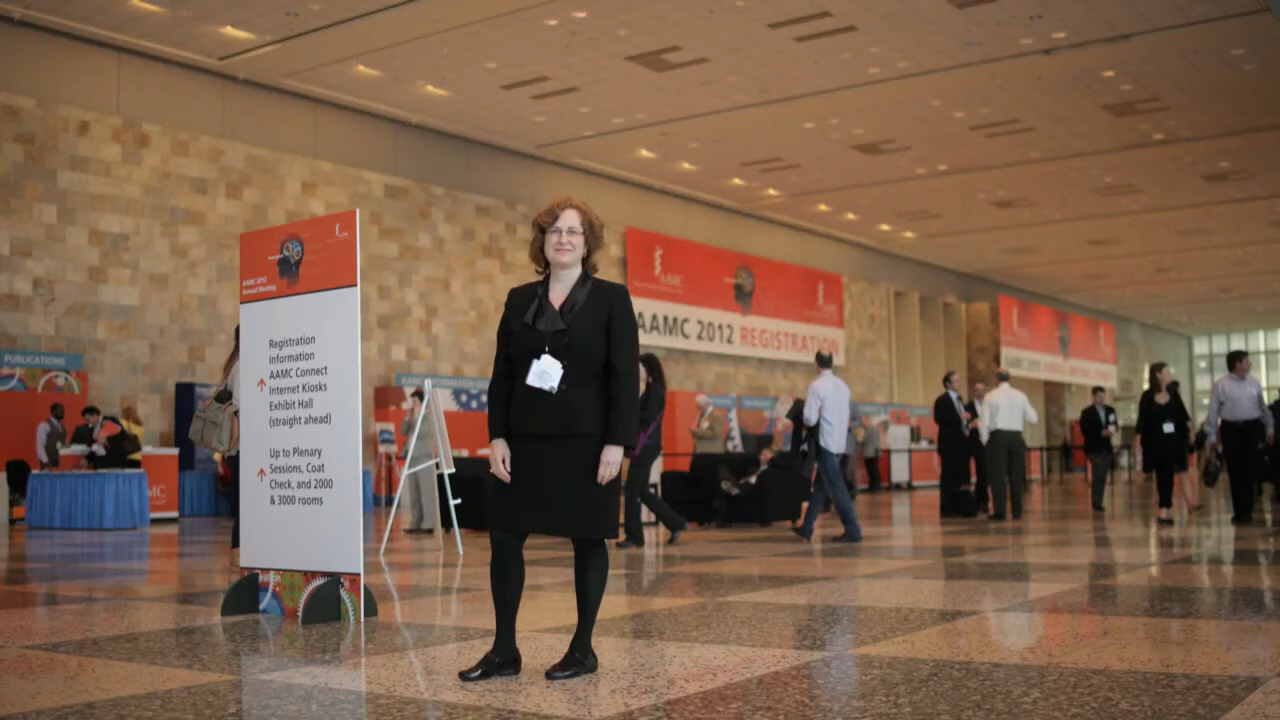 AAMC 2012
Annual Meeting
Registration
Information
AAMC Connect
Internet Kiosks
Exhibit Hall
(straight ahead)
Up to Plenary
Sessions, Coat
Check, and 2000
& 3000 rooms
PUBLICATIONS
AAMC
AAMC 2012 REGISTRATION